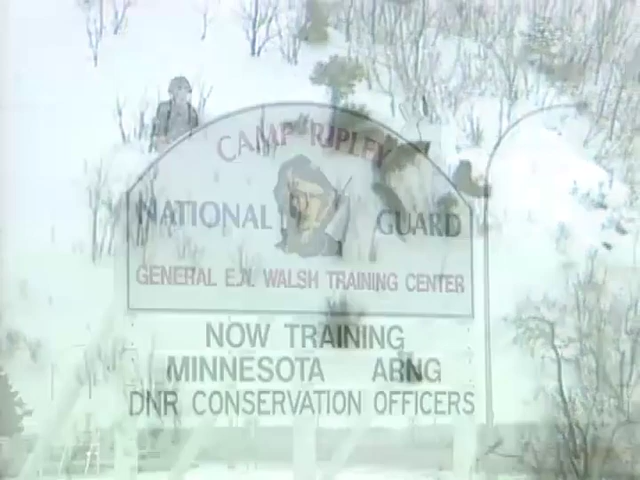 CAMP RIPLEY
NATIONAL GUARD
GENERAL E.A. WALSH TRAINING CENTER
NOW TRAINING
MINNESOTA ARNG
DNR CONSERVATION OFFICERS